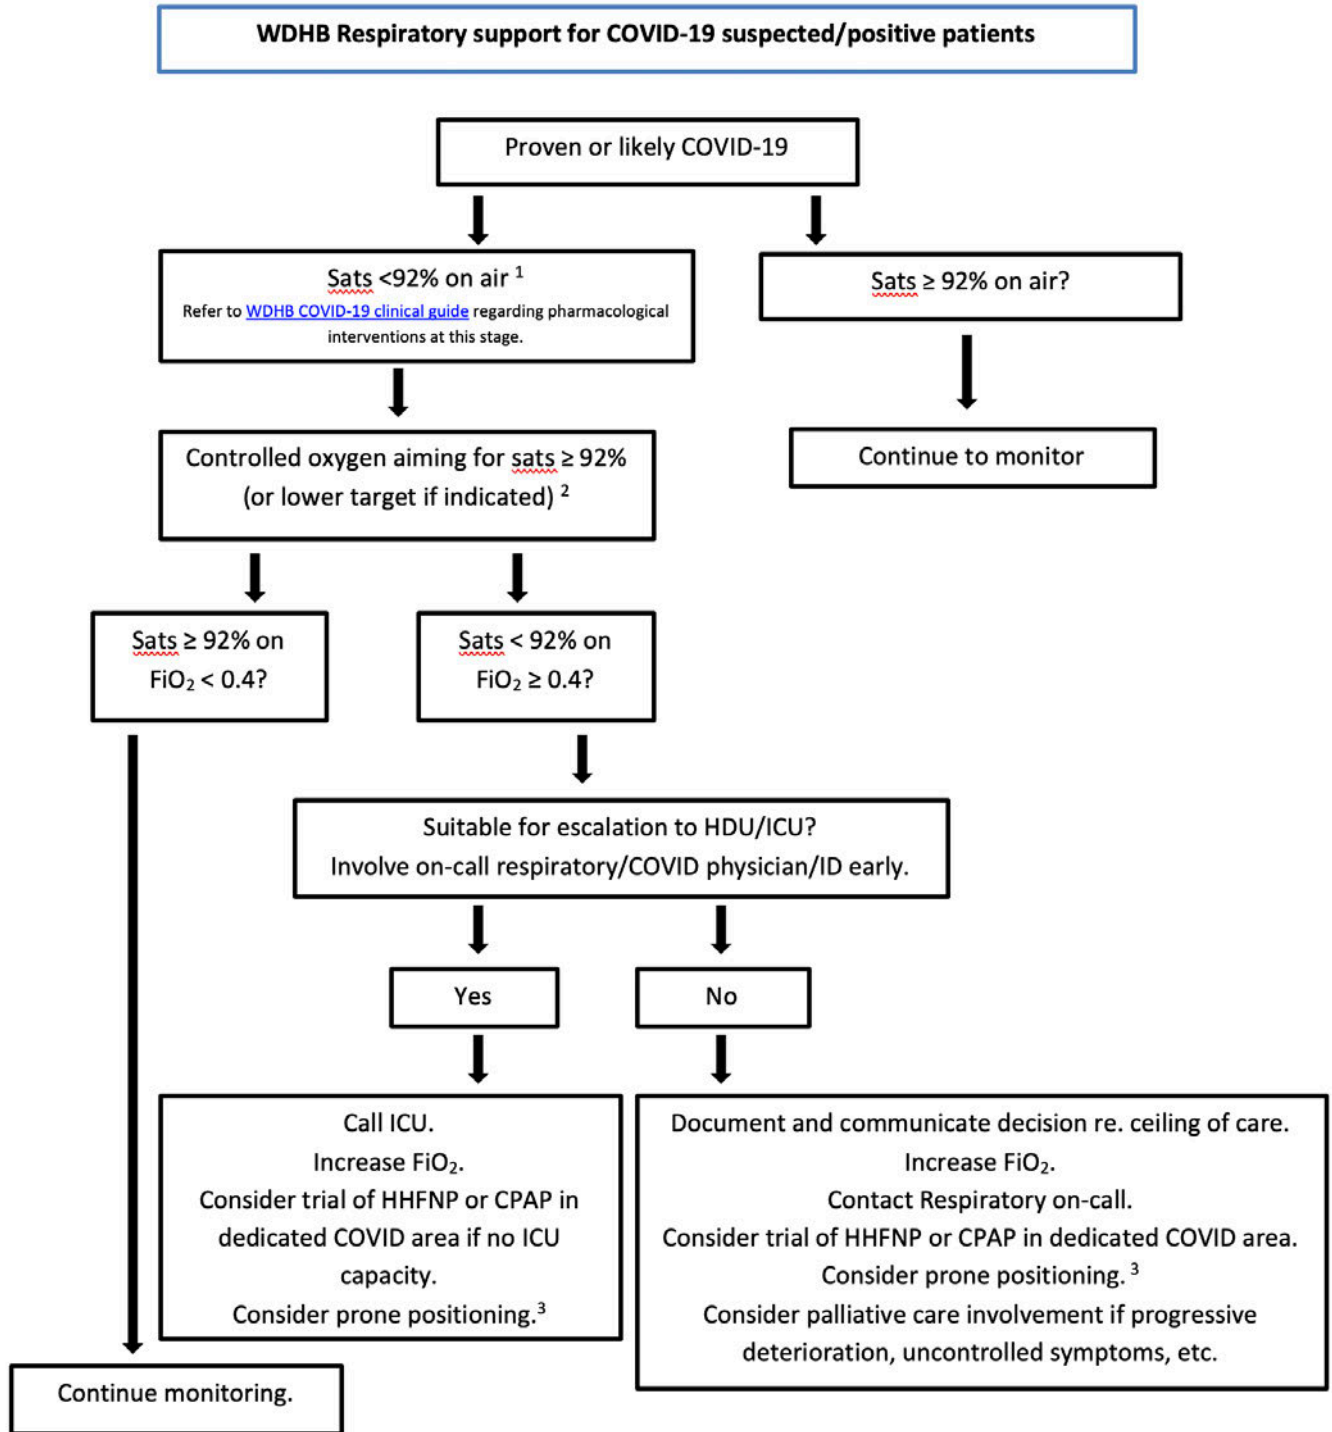 WDHB Respiratory support for COVID-19 suspected/positive patients
Proven or likely COVID-19
Sats <92% on air ¹
Refer to WDHB COVID-19 clinical guide regarding pharmacological
interventions at this stage.
Sats ≥ 92% on air?
Controlled oxygen aiming for sats ≥ 92%
(or lower target if indicated) ²
Continue to monitor
Sats ≥ 92% on
FiO₂ < 0.4?
Sats < 92% on
FiO₂ ≥ 0.4?
Suitable for escalation to HDU/ICU?
Involve on-call respiratory/COVID physician/ID early.
Yes
No
Call ICU.
Increase FiO₂.
Consider trial of HHFNP or CPAP in
dedicated COVID area if no ICU
capacity.
Consider prone positioning.³
Document and communicate decision re. ceiling of care.
Increase FiO₂.
Contact Respiratory on-call.
Consider trial of HHFNP or CPAP in dedicated COVID area.
Consider prone positioning. ³
Consider palliative care involvement if progressive
deterioration, uncontrolled symptoms, etc.
Continue monitoring.